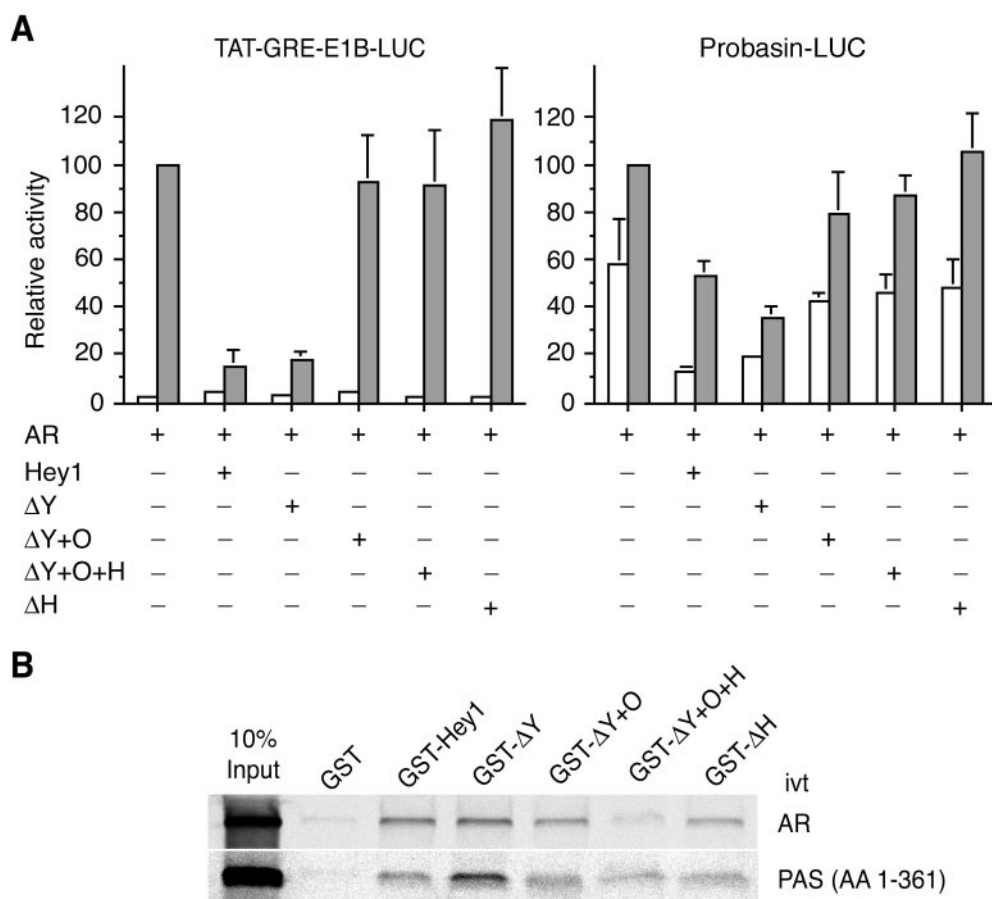 A
TAT-GRE-E1B-LUC
Probasin-LUC
Relative activity
120
100
80
60
40
20
0
120
100
80
60
40
20
0
AR + + + + + + + + + + + +
Hey1 – + – – – – – + – – – –
ΔY – – + – – – – – + – – –
ΔY+O – – – + – – – – – + – –
ΔY+O+H – – – – + – – – – – + –
ΔH – – – – – + – – – – – +
B
10%
Input
GST
GST-Hey1
GST-ΔY
GST-ΔY+O
GST-ΔY+O+H
GST-ΔH
ivt
AR
PAS (AA 1-361)